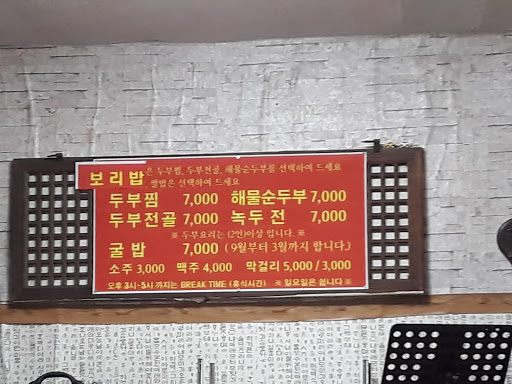 보리밥은 두부찜, 두부전골, 해물순두부를 선택하여 드세요
쌀밥은 선택하여 드세요
두부찜 7,000 해물순두부 7,000
두부전골 7,000 녹두전 7,000
※ 두부요리는 (2인)이상 입니다. ※
굴밥 7,000 (9월부터 3월까지 합니다.)
소주 3,000 맥주 4,000 막걸리 5,000 / 3,000
오후 3시~5시 까지는 BREAK TIME (휴식시간) ※ 일요일은 쉽니다 ※